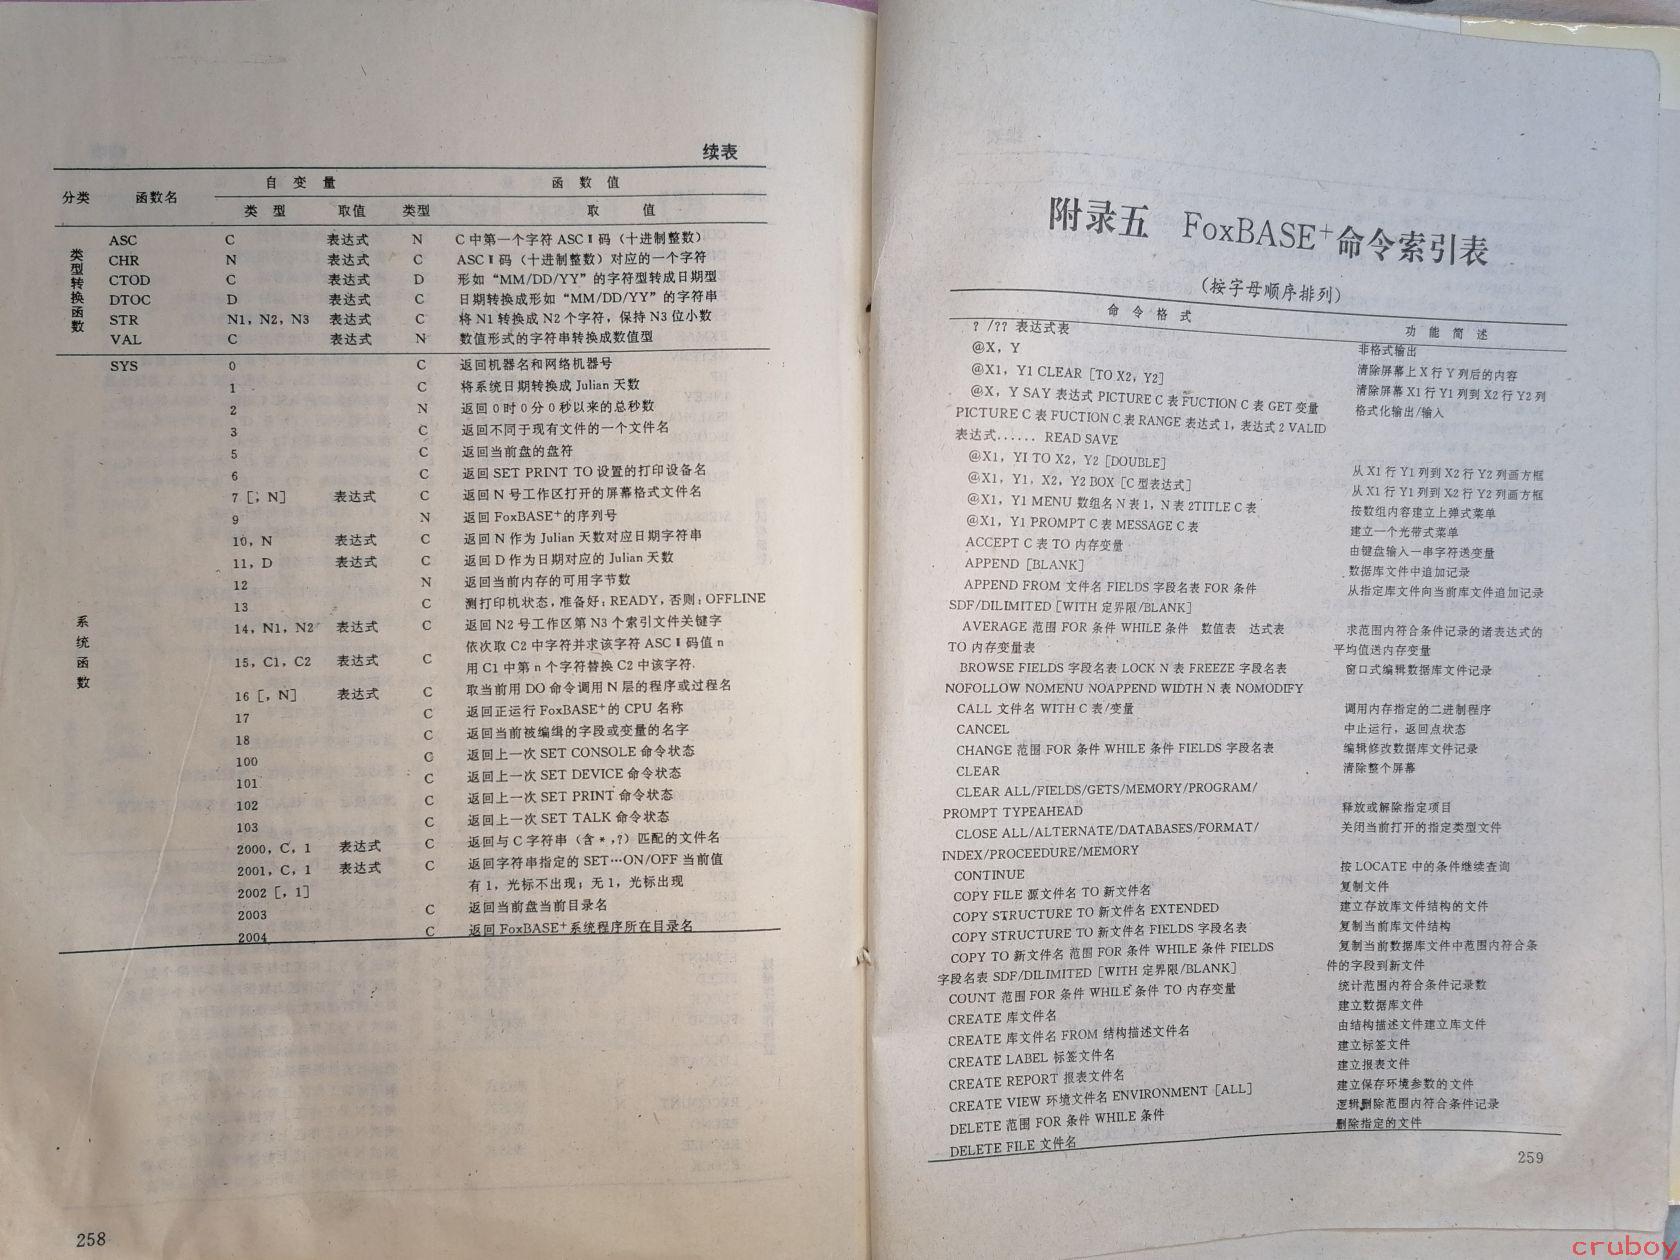 续表
分类 函数名 自变量 函数值
类型 取值 类型 取值
类型转换函数
ASC C 表达式 N C中第一个字符ASCⅡ码（十进制整数）
CHR N 表达式 C ASCⅡ码（十进制整数）对应的一个字符
CTOD C 表达式 D 形如“MM/DD/YY”的字符型转成日期型
DTOC D 表达式 C 日期转换成形如“MM/DD/YY”的字符串
STR N1，N2，N3 表达式 C 将N1转换成N2个字符，保持N3位小数
VAL C 表达式 N 数值形式的字符串转换成数值型
系统函数
SYS 0 C 返回机器名和网络机器号
1 C 将系统日期转换成Julian天数
2 N 返回0时0分0秒以来的总秒数
3 C 返回不同于现有文件的一个文件名
5 C 返回当前盘的盘符
6 C 返回SET PRINT TO设置的打印设备名
7［，N］ 表达式 C 返回N号工作区打开的屏幕格式文件名
9 N 返回FoxBASE+的序列号
10，N 表达式 C 返回N作为Julian天数对应日期字符串
11，D 表达式 C 返回D作为日期对应的Julian天数
12 N 返回当前内存的可用字节数
13 C 测打印机状态，准备好：READY，否则：OFFLINE
14，N1，N2 表达式 C 返回N2号工作区第N3个索引文件关键字
依次取C2中字符并求该字符ASCⅡ码值n
15，C1，C2 表达式 C 用C1中第n个字符替换C2中该字符.
16［，N］ 表达式 C 取当前用DO命令调用N层的程序或过程名
17 C 返回正运行FoxBASE+的CPU名称
18 C 返回当前被编缉的字段或变量的名字
100 C 返回上一次SET CONSOLE命令状态
101 C 返回上一次SET DEVICE命令状态
102 C 返回上一次SET PRINT命令状态
103 C 返回上一次SET TALK命令状态
2000，C，1 表达式 C 返回与C字符串（含*，?）匹配的文件名
2001，C，1 表达式 C 返回字符串指定的SET…ON/OFF当前值
2002［，1］ 有1，光标不出现；无1，光标出现
2003 C 返回当前盘当前目录名
2004 C 返回FoxBASE+系统程序所在目录名
258
附录五 FoxBASE+命令索引表
（按字母顺序排列）
命令格式 功能简述
?/??表达式表 非格式输出
@X，Y 清除屏幕上X行Y列后的内容
@X1，Y1 CLEAR［TO X2，Y2］ 清除屏幕X1行Y1列到X2行Y2列
@X，Y SAY 表达式 PICTURE C表 FUCTION C表 GET 变量 格式化输出/输入
PICTURE C表 FUCTION C表 RANGE 表达式1，表达式2 VALID
表达式…… READ SAVE
@X1，YI TO X2，Y2［DOUBLE］ 从X1行Y1列到X2行Y2列画方框
@X1，Y1，X2，Y2 BOX［C型表达式］ 从X1行Y1列到X2行Y2列画方框
@X1，Y1 MENU 数组名N表1，N表2TITLE C表 按数组内容建立上弹式菜单
@X1，Y1 PROMPT C表 MESSAGE C表 建立一个光带式菜单
ACCEPT C表 TO 内存变量 由键盘输入一串字符送变量
APPEND［BLANK］ 数据库文件中追加记录
APPEND FROM 文件名 FIELDS 字段名表 FOR 条件 从指定库文件向当前库文件追加记录
SDF/DILIMITED［WITH 定界限/BLANK］
AVERAGE 范围 FOR 条件 WHILE 条件 数值表 达式表 求范围内符合条件记录的诸表达式的
TO 内存变量表 平均值送内存变量
BROWSE FIELDS 字段名表 LOCK N表 FREEZE 字段名表 窗口式编辑数据库文件记录
NOFOLLOW NOMENU NOAPPEND WIDTH N表 NOMODIFY
CALL 文件名 WITH C表/变量 调用内存指定的二进制程序
CANCEL 中止运行，返回点状态
CHANGE 范围 FOR 条件 WHILE 条件 FIELDS 字段名表 编辑修改数据库文件记录
CLEAR 清除整个屏幕
CLEAR ALL/FIELDS/GETS/MEMORY/PROGRAM/
PROMPT TYPEAHEAD 释放或解除指定项目
CLOSE ALL/ALTERNATE/DATABASES/FORMAT/ 关闭当前打开的指定类型文件
INDEX/PROCEEDURE/MEMORY
CONTINUE 按LOCATE中的条件继续查询
COPY FILE 源文件名 TO 新文件名 复制文件
COPY STRUCTURE TO 新文件名 EXTENDED 建立存放库文件结构的文件
COPY STRUCTURE TO 新文件名 FIELDS 字段名表 复制当前库文件结构
COPY TO 新文件名 范围 FOR 条件 WHILE 条件 FIELDS 复制当前数据库文件中范围内符合条
字段名表 SDF/DILIMITED［WITH 定界限/BLANK］ 件的字段到新文件
COUNT 范围 FOR 条件 WHILE 条件 TO 内存变量 统计范围内符合条件记录数
CREATE 库文件名 建立数据库文件
CREATE 库文件名 FROM 结构描述文件名 由结构描述文件建立库文件
CREATE LABEL 标签文件名 建立标签文件
CREATE REPORT 报表文件名 建立报表文件
CREATE VIEW 环境文件名 ENVIRONMENT［ALL］ 建立保存环境参数的文件
DELETE 范围 FOR 条件 WHILE 条件 逻辑删除范围内符合条件记录
DELETE FILE 文件名 删除指定的文件
259
cruboy